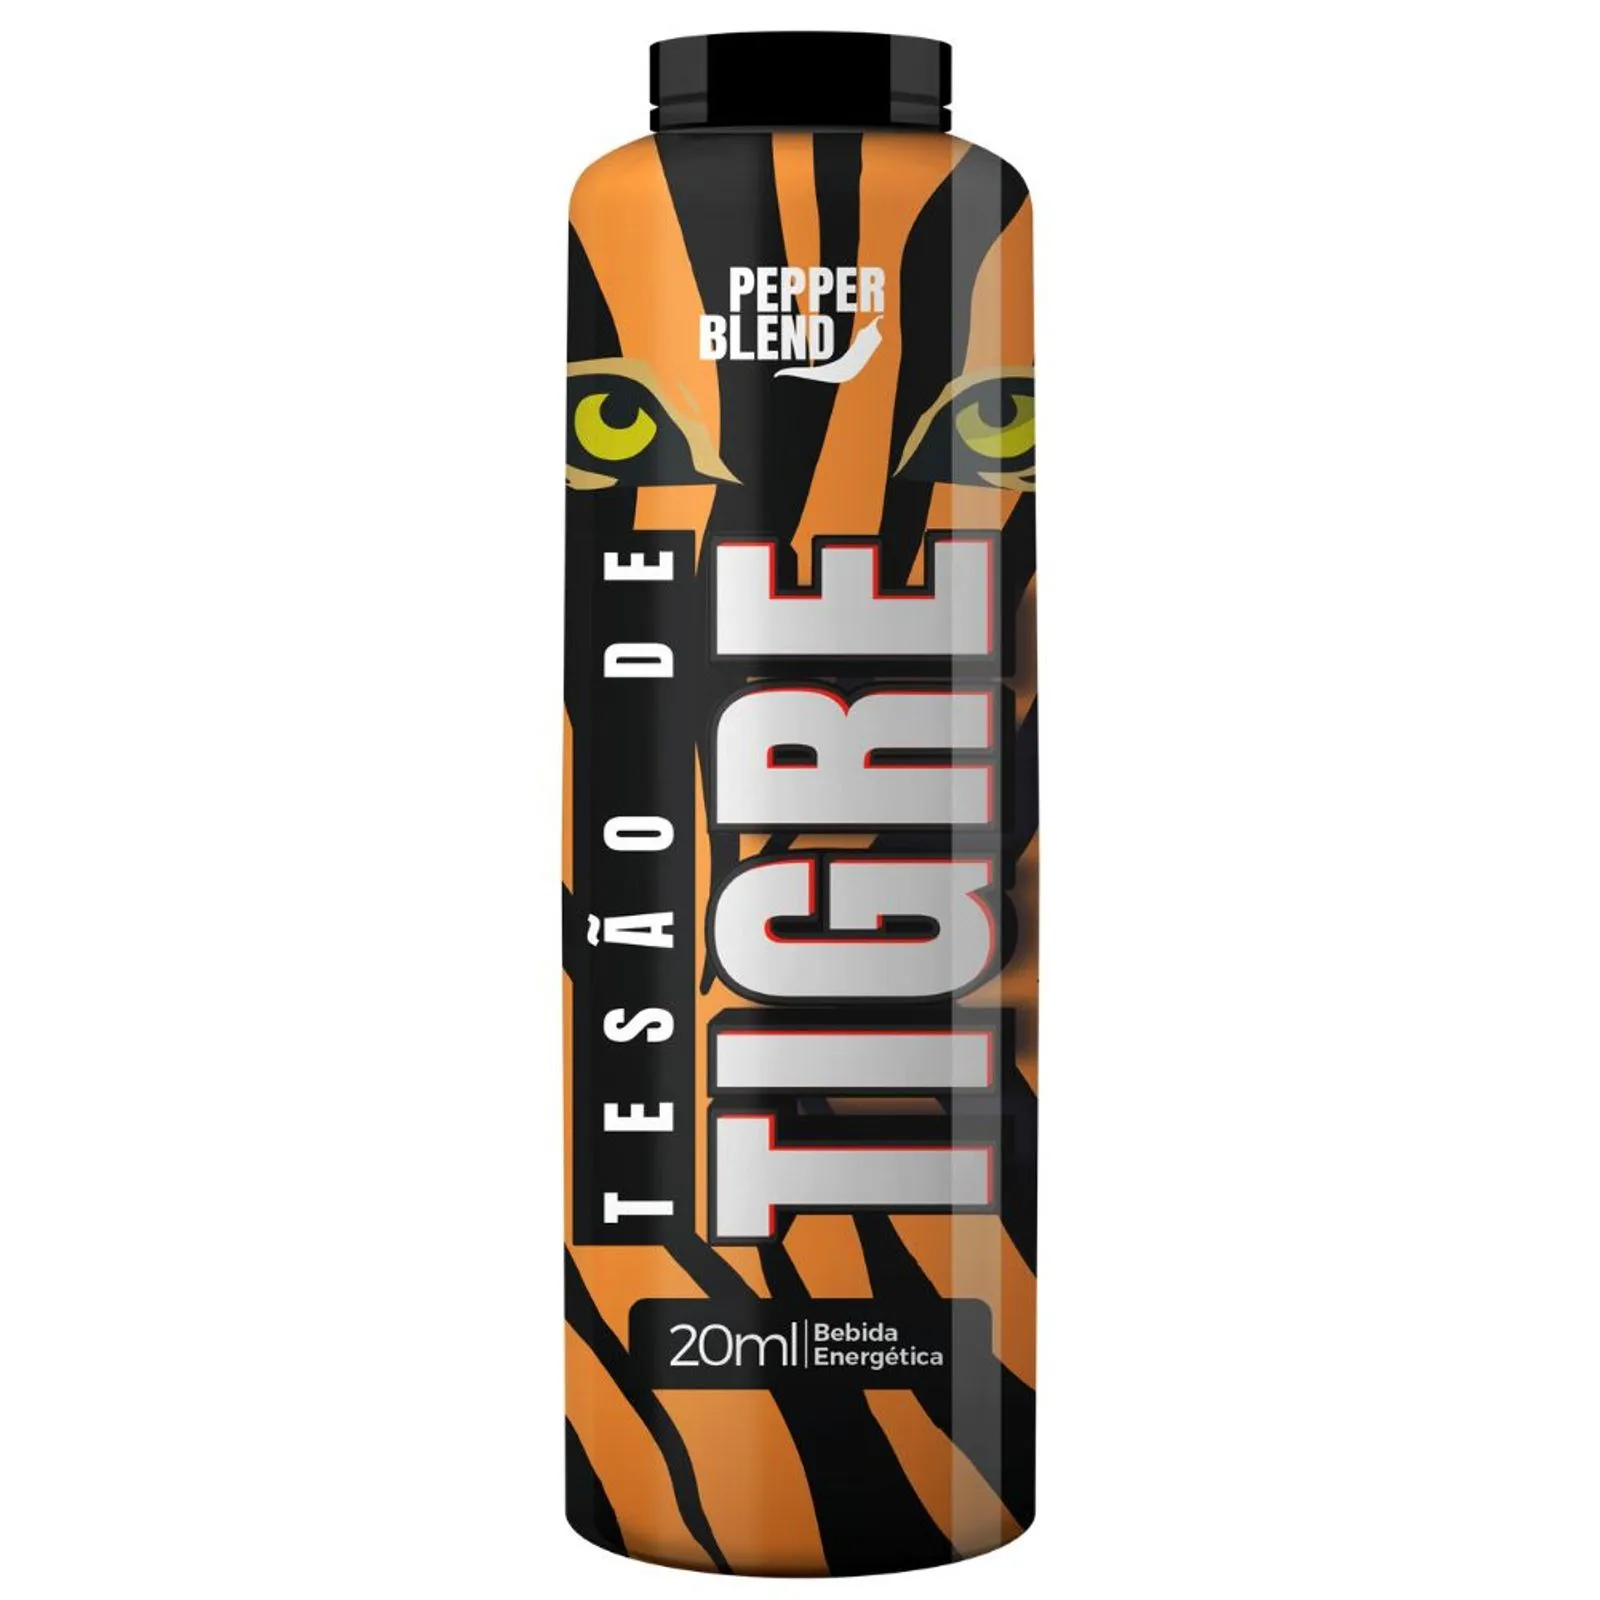 PEPPER
BLEND
TESÃO DE
TIGRE
20ml
Bebida
Energética